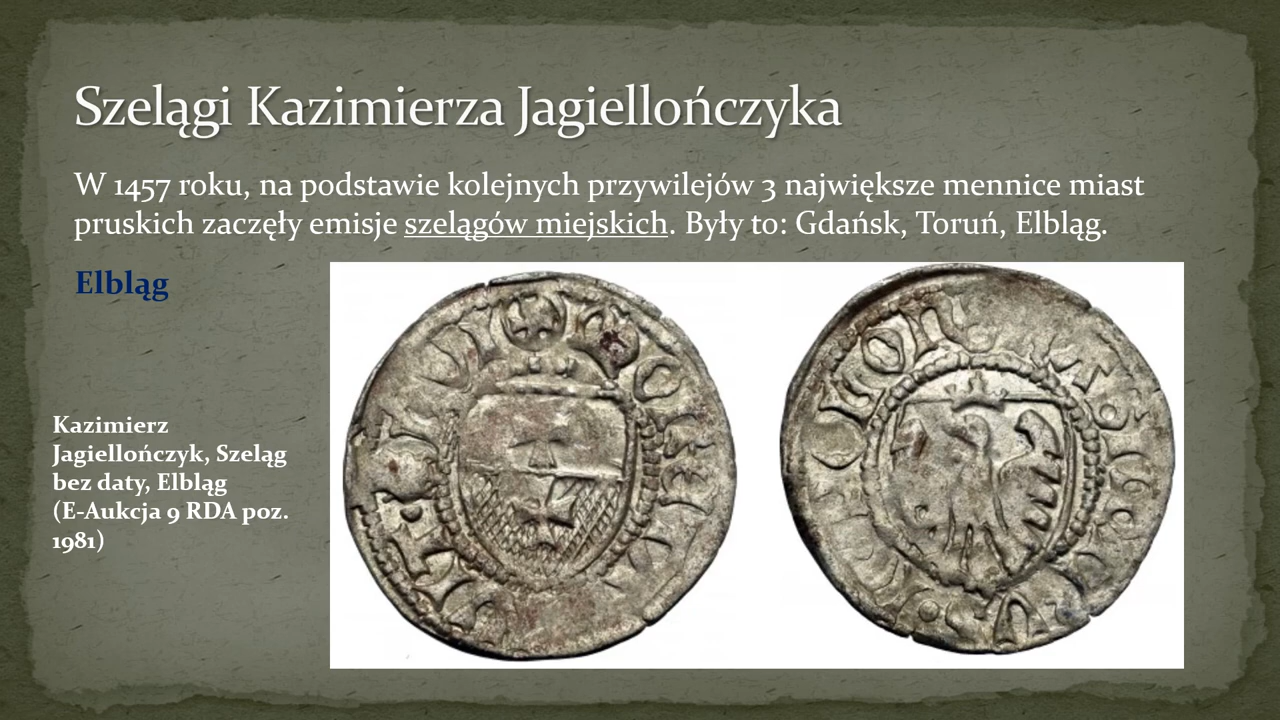 Szelągi Kazimierza Jagiellończyka
W 1457 roku, na podstawie kolejnych przywilejów 3 największe mennice miast
pruskich zaczęły emisje szelągów miejskich. Były to: Gdańsk, Toruń, Elbląg.
Elbląg
Kazimierz
Jagiellończyk, Szeląg
bez daty, Elbląg
(E-Aukcja 9 RDA poz.
1981)